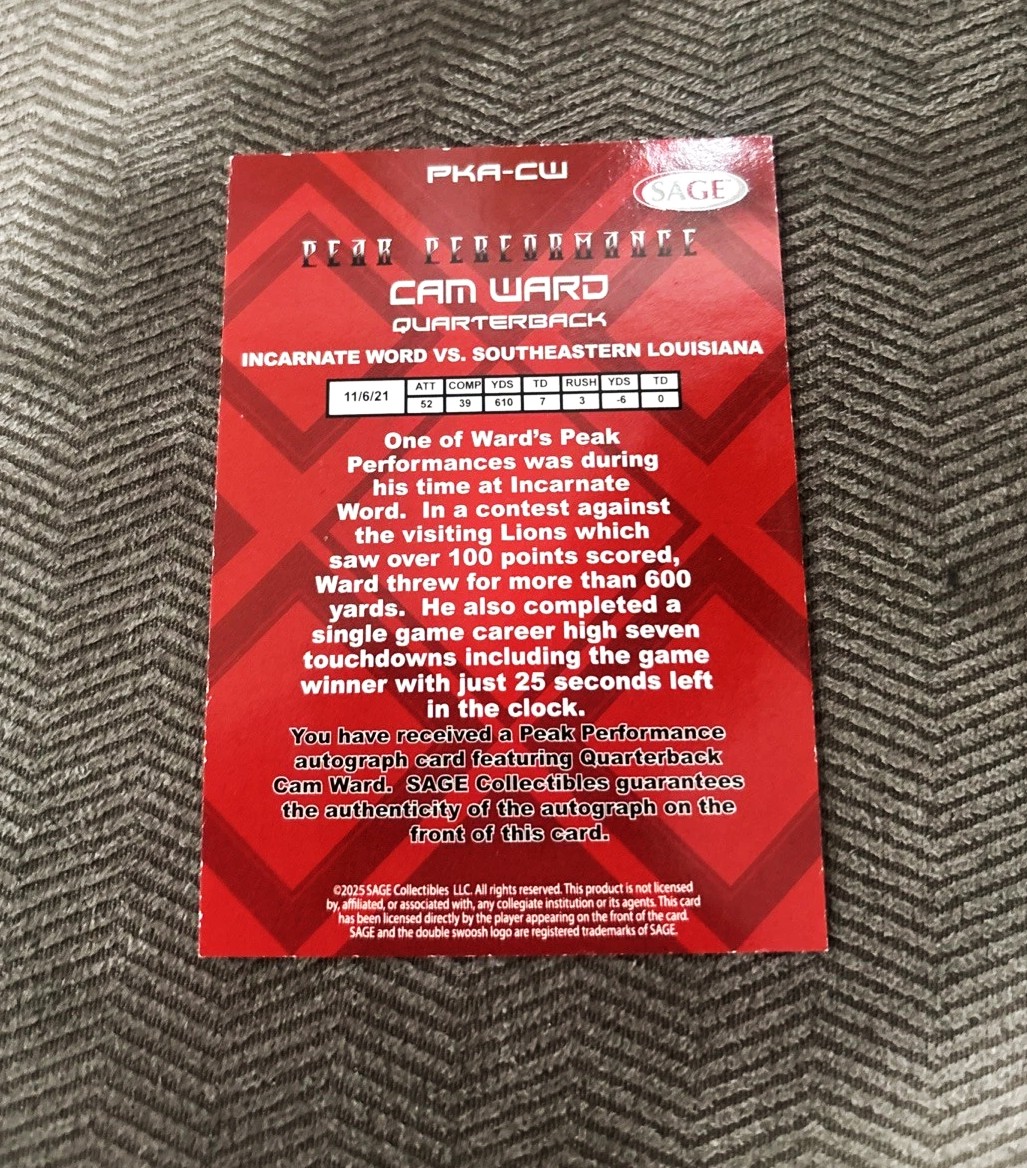 PKA-CW
SAGE
PEAK PERFORMANCE
CAM WARD
QUARTERBACK
INCARNATE WORD VS. SOUTHEASTERN LOUISIANA
11/6/21 ATT COMP YDS TD RUSH YDS TD
52 39 610 7 3 -6 0
One of Ward's Peak
Performances was during
his time at Incarnate
Word. In a contest against
the visiting Lions which
saw over 100 points scored,
Ward threw for more than 600
yards. He also completed a
single game career high seven
touchdowns including the game
winner with just 25 seconds left
in the clock.
You have received a Peak Performance
autograph card featuring Quarterback
Cam Ward. SAGE Collectibles guarantees
the authenticity of the autograph on the
front of this card.
©2025 SAGE Collectibles LLC. All rights reserved. This product is not licensed
by, affiliated, or associated with, any collegiate institution or its agents. This card
has been licensed directly by the player appearing on the front of the card.
SAGE and the double swoosh logo are registered trademarks of SAGE.